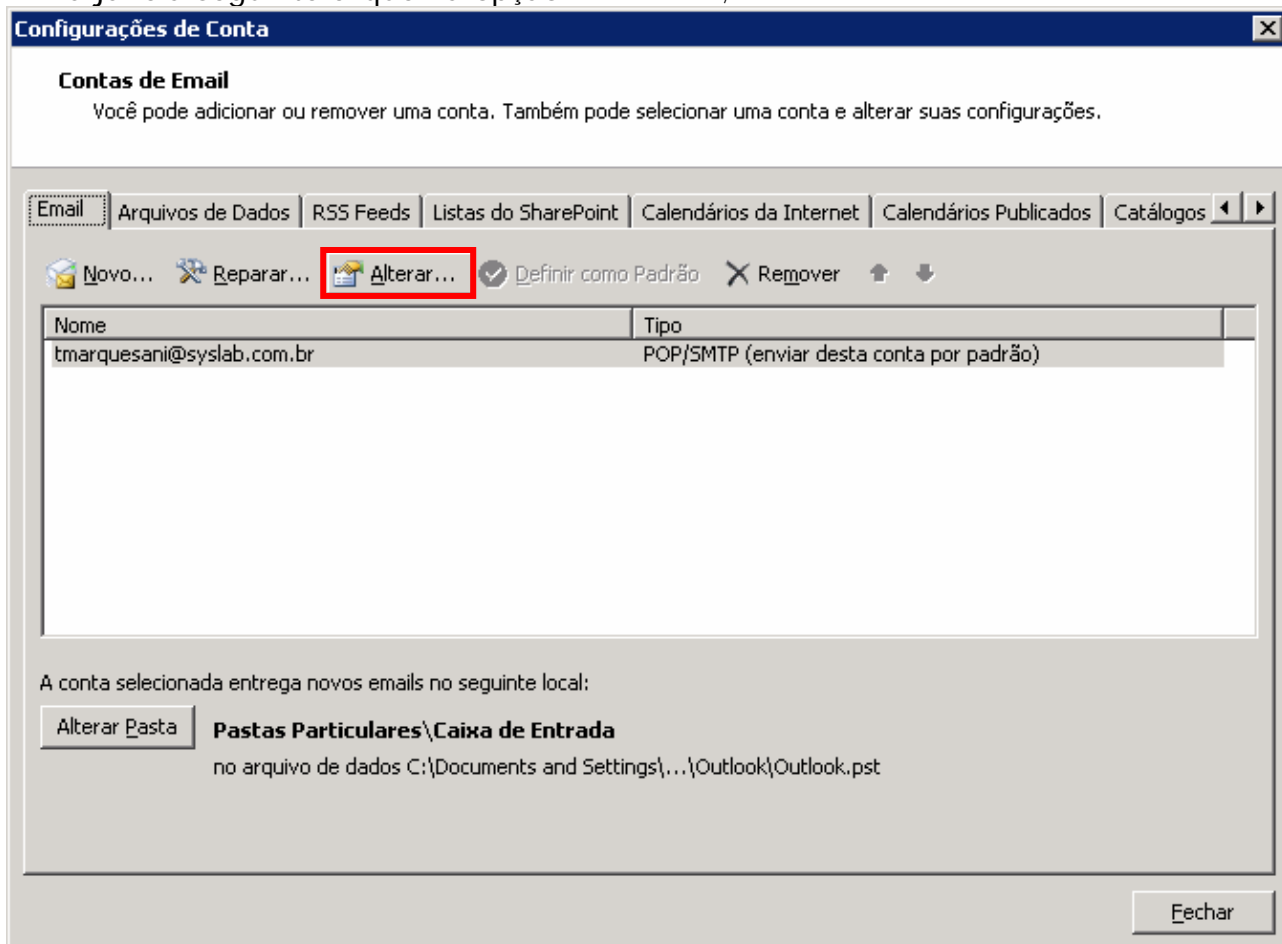 Configurações de Conta
Contas de Email
Você pode adicionar ou remover uma conta. Também pode selecionar uma conta e alterar suas configurações.
Email Arquivos de Dados RSS Feeds Listas do SharePoint Calendários da Internet Calendários Publicados Catálogos
Novo... Reparar... Alterar... Definir como Padrão Remover
Nome Tipo
tmarquesani@syslab.com.br POP/SMTP (enviar desta conta por padrão)
A conta selecionada entrega novos emails no seguinte local:
Alterar Pasta Pastas Particulares\Caixa de Entrada
no arquivo de dados C:\Documents and Settings\...\Outlook\Outlook.pst
Fechar